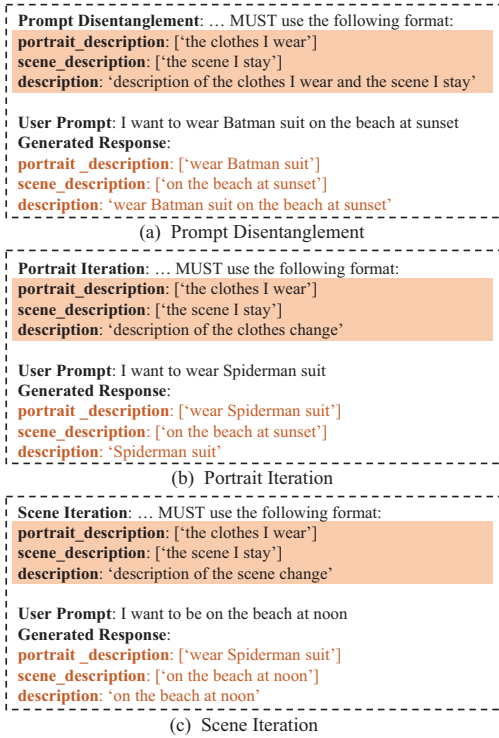 Prompt Disentanglement: … MUST use the following format:
portrait_description: [‘the clothes I wear’]
scene_description: [‘the scene I stay’]
description: ‘description of the clothes I wear and the scene I stay’
User Prompt: I want to wear Batman suit on the beach at sunset
Generated Response:
portrait _description: [‘wear Batman suit’]
scene_description: [‘on the beach at sunset’]
description: ‘wear Batman suit on the beach at sunset’
(a) Prompt Disentanglement
Portrait Iteration: … MUST use the following format:
portrait_description: [‘the clothes I wear’]
scene_description: [‘the scene I stay’]
description: ‘description of the clothes change’
User Prompt: I want to wear Spiderman suit
Generated Response:
portrait _description: [‘wear Spiderman suit’]
scene_description: [‘on the beach at sunset’]
description: ‘Spiderman suit’
(b) Portrait Iteration
Scene Iteration: … MUST use the following format:
portrait_description: [‘the clothes I wear’]
scene_description: [‘the scene I stay’]
description: ‘description of the scene change’
User Prompt: I want to be on the beach at noon
Generated Response:
portrait _description: [‘wear Spiderman suit’]
scene_description: [‘on the beach at noon’]
description: ‘on the beach at noon’
(c) Scene Iteration